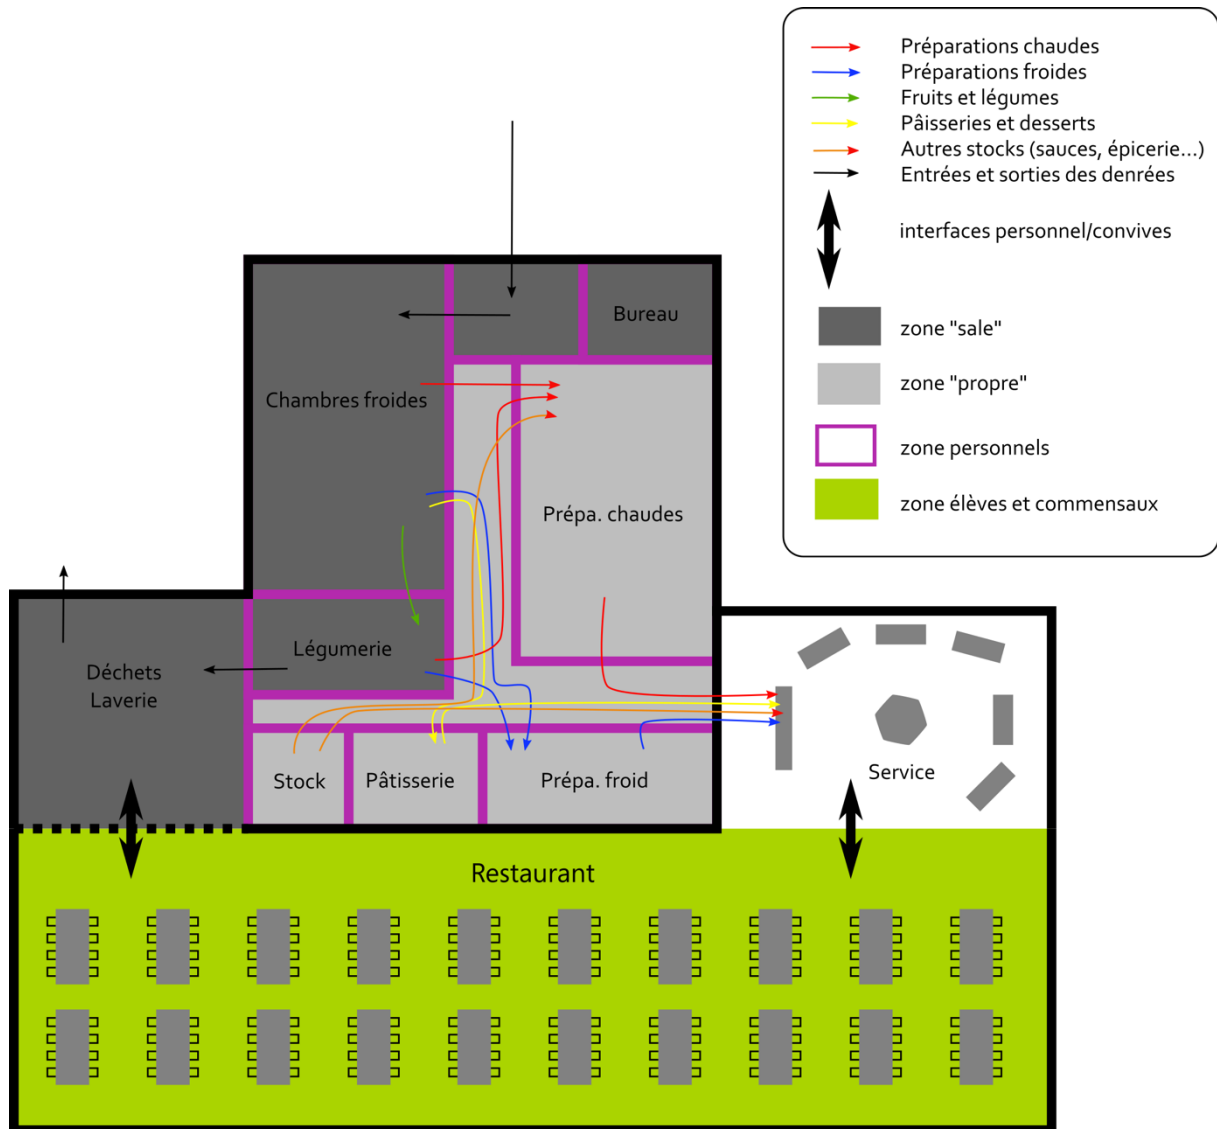 Préparations chaudes
Préparations froides
Fruits et légumes
Pâisseries et desserts
Autres stocks (sauces, épicerie...)
Entrées et sorties des denrées
interfaces personnel/convives
zone "sale"
zone "propre"
zone personnels
zone élèves et commensaux
Bureau
Chambres froides
Prépa. chaudes
Légumerie
Déchets
Laverie
Stock
Pâtisserie
Prépa. froid
Service
Restaurant